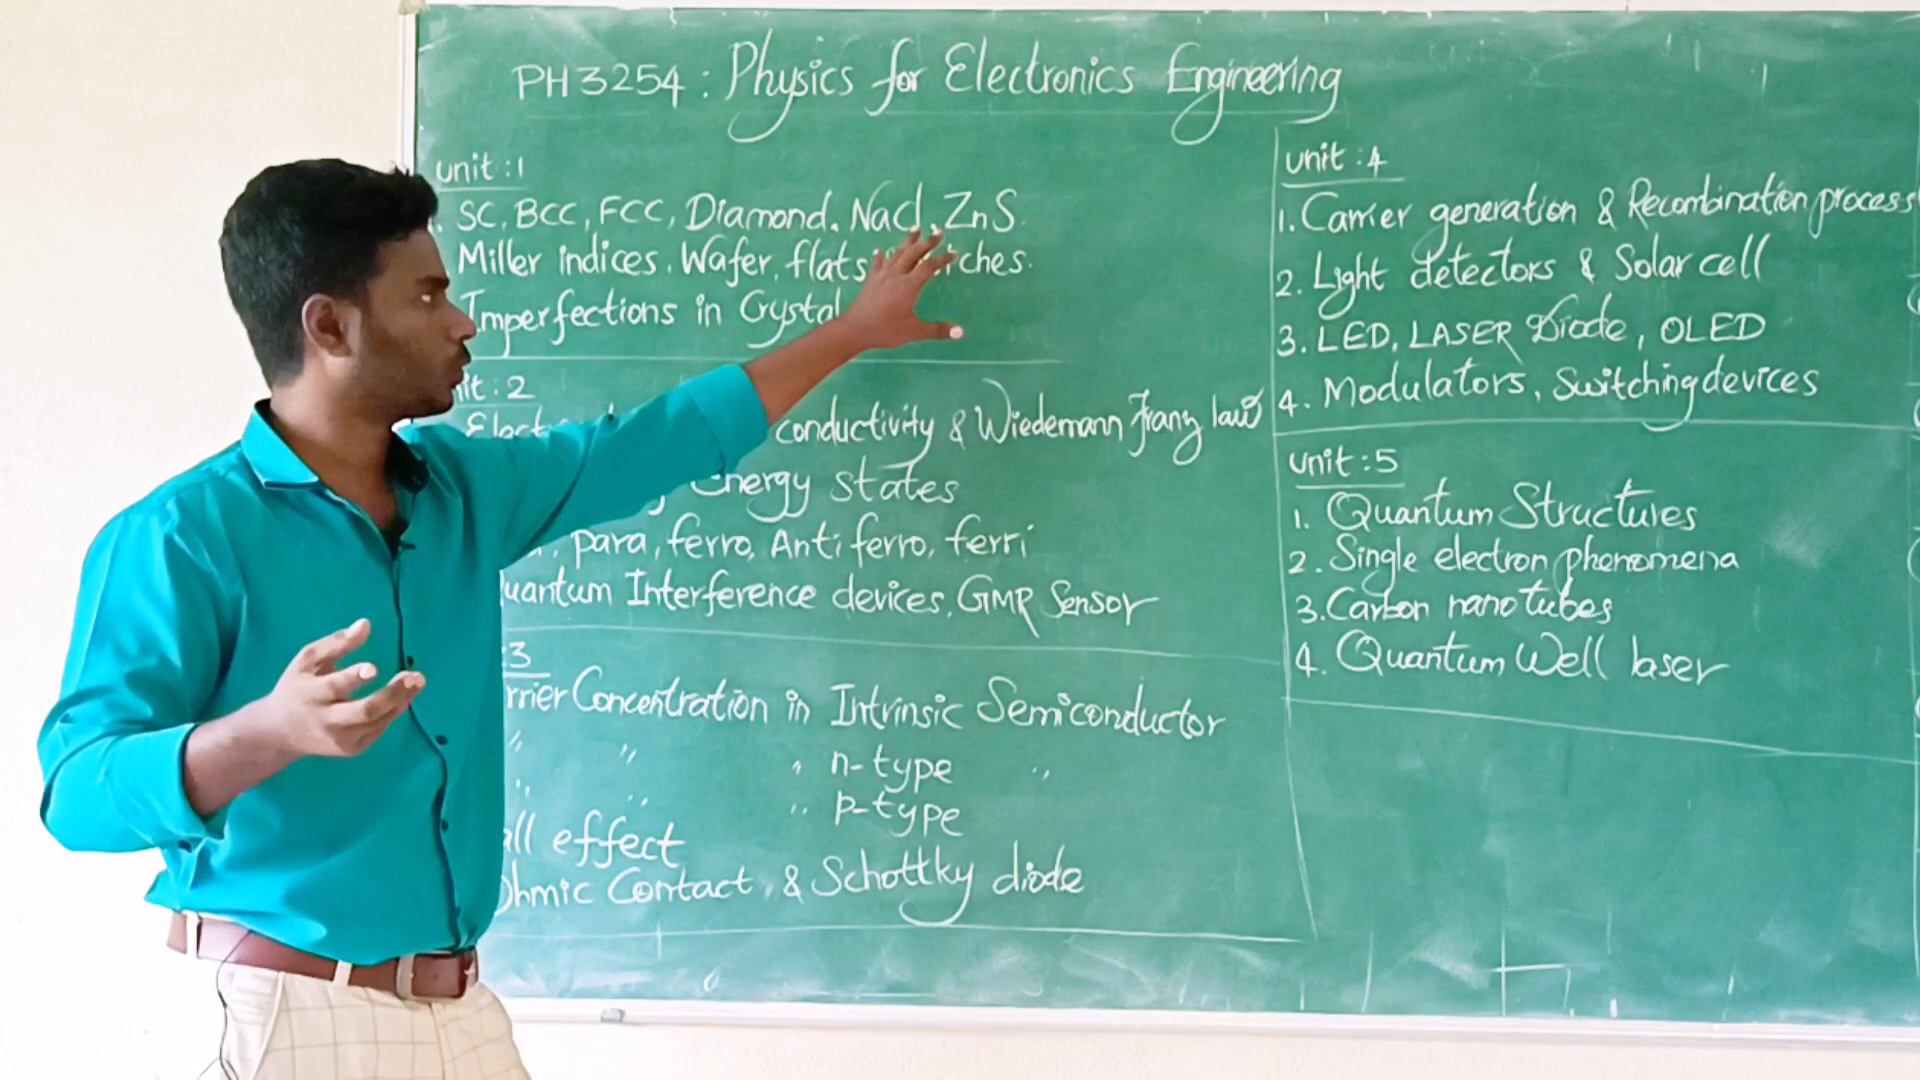 PH3254 : Physics for Electronics Engineering
unit : 1
SC, BCC, FCC, Diamond, Nacl, ZnS.
Miller indices, Wafer, flats
Imperfections in Crystal
: 2
conductivity & Wiedemann Franz law
Energy states
para, ferro, Anti ferro, ferri
Interference devices, GMR Sensor
3
Concentration in Intrinsic Semiconductor
" " " n-type "
" " " p-type
effect
Ohmic Contact & Schottky diode
unit : 4
1. Carrier generation & Recombination process
2. Light detectors & Solar cell
3. LED, LASER Diode, OLED
4. Modulators, Switching devices
unit : 5
1. Quantum Structures
2. Single electron phenomena
3. Carbon nano tubes
4. Quantum Well laser